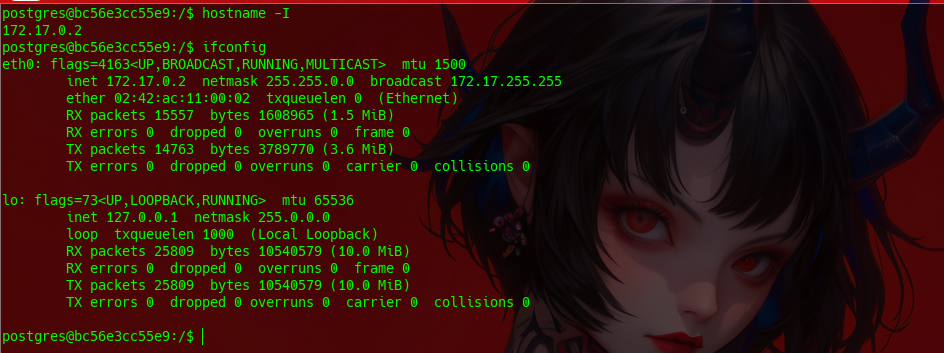 postgres@bc56e3cc55e9:/$ hostname -I
172.17.0.2
postgres@bc56e3cc55e9:/$ ifconfig
eth0: flags=4163<UP,BROADCAST,RUNNING,MULTICAST>  mtu 1500
        inet 172.17.0.2  netmask 255.255.0.0  broadcast 172.17.255.255
        ether 02:42:ac:11:00:02  txqueuelen 0  (Ethernet)
        RX packets 15557  bytes 1608965 (1.5 MiB)
        RX errors 0  dropped 0  overruns 0  frame 0
        TX packets 14763  bytes 3789770 (3.6 MiB)
        TX errors 0  dropped 0 overruns 0  carrier 0  collisions 0
lo: flags=73<UP,LOOPBACK,RUNNING>  mtu 65536
        inet 127.0.0.1  netmask 255.0.0.0
        loop  txqueuelen 1000  (Local Loopback)
        RX packets 25809  bytes 10540579 (10.0 MiB)
        RX errors 0  dropped 0  overruns 0  frame 0
        TX packets 25809  bytes 10540579 (10.0 MiB)
        TX errors 0  dropped 0 overruns 0  carrier 0  collisions 0
postgres@bc56e3cc55e9:/$